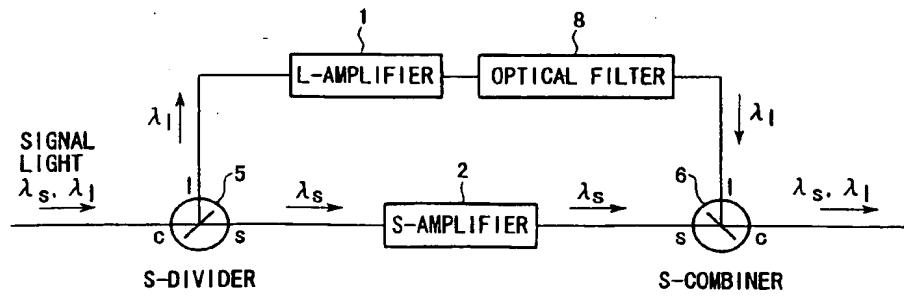 1
8
L-AMPLIFIER
OPTICAL FILTER
λl
λl
SIGNAL
LIGHT
λs, λl
l
5
λs
2
λs
6
l
λs, λl
c
s
S-AMPLIFIER
s
c
S-DIVIDER
S-COMBINER